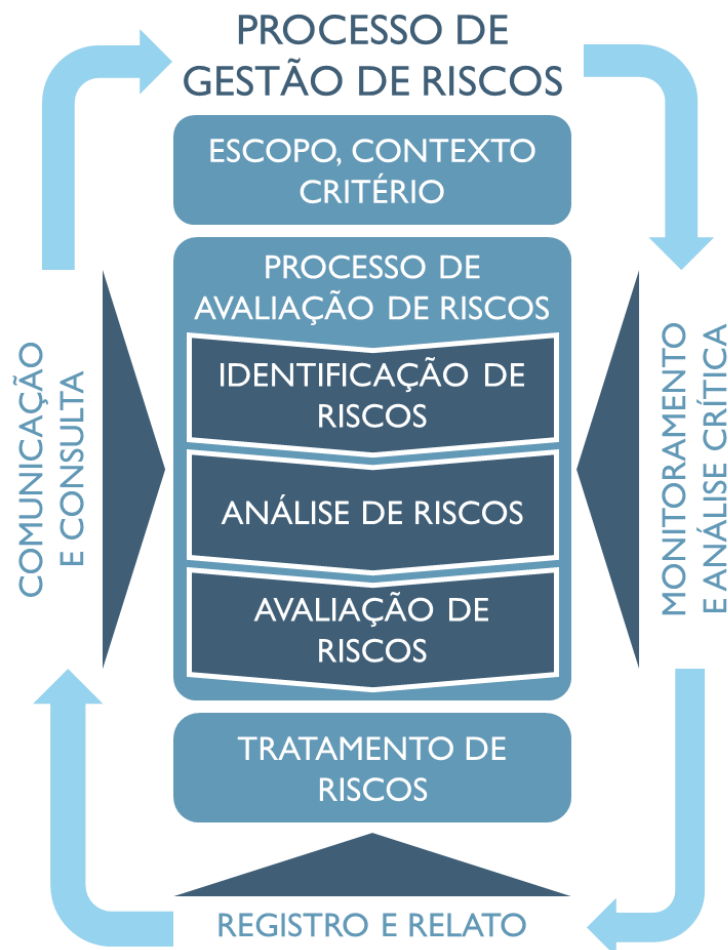 PROCESSO DE
GESTÃO DE RISCOS
ESCOPO, CONTEXTO
CRITÉRIO
PROCESSO DE
AVALIAÇÃO DE RISCOS
IDENTIFICAÇÃO DE
RISCOS
ANÁLISE DE RISCOS
AVALIAÇÃO DE
RISCOS
TRATAMENTO DE
RISCOS
COMUNICAÇÃO
E CONSULTA
MONITORAMENTO
E ANÁLISE CRÍTICA
REGISTRO E RELATO